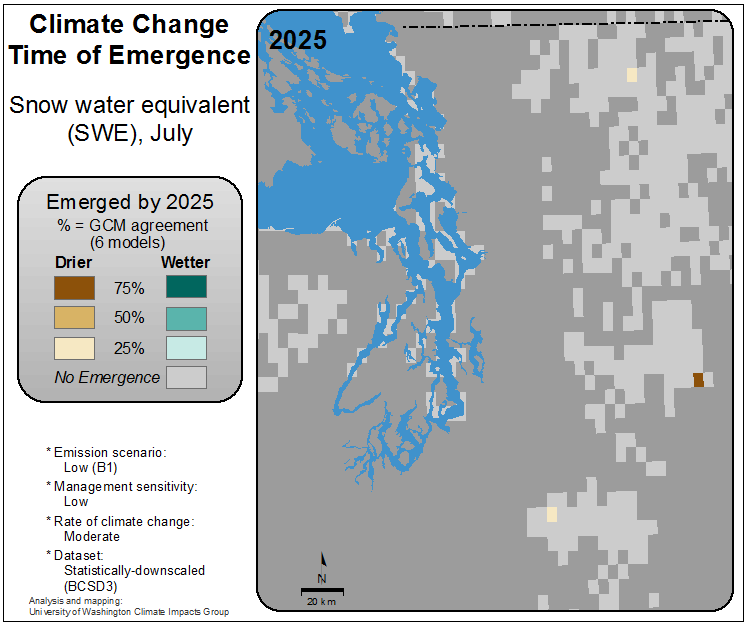 Climate Change
Time of Emergence
Snow water equivalent
(SWE), July
Emerged by 2025
% = GCM agreement
(6 models)
Drier Wetter
75%
50%
25%
No Emergence
* Emission scenario:
Low (B1)
* Management sensitivity:
Low
* Rate of climate change:
Moderate
* Dataset:
Statistically-downscaled
(BCSD3)
Analysis and mapping:
University of Washington Climate Impacts Group
2025
N
20 km